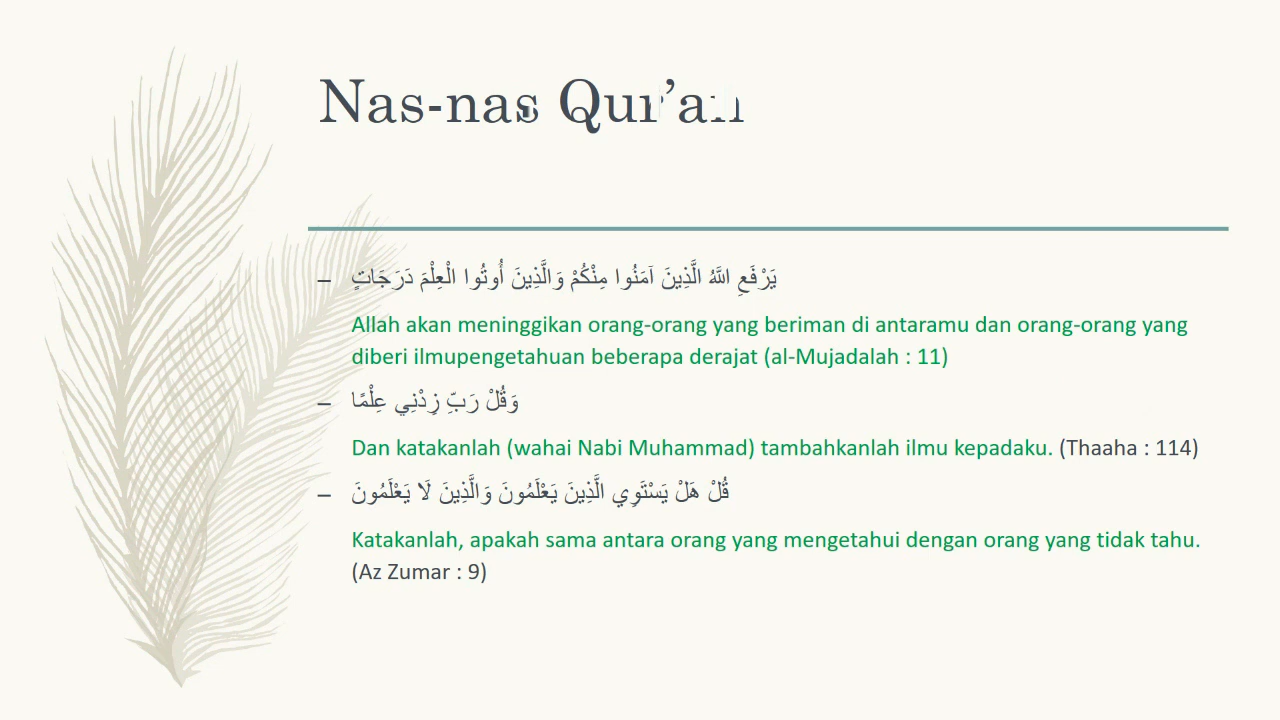 Nas-nas Qur’an
– يَرْفَعِ اللَّهُ الَّذِينَ آمَنُوا مِنْكُمْ وَالَّذِينَ أُوتُوا الْعِلْمَ دَرَجَاتٍ
Allah akan meninggikan orang-orang yang beriman di antaramu dan orang-orang yang
diberi ilmupengetahuan beberapa derajat (al-Mujadalah : 11)
– وَقُلْ رَبِّ زِدْنِي عِلْمًا
Dan katakanlah (wahai Nabi Muhammad) tambahkanlah ilmu kepadaku. (Thaaha : 114)
– قُلْ هَلْ يَسْتَوِي الَّذِينَ يَعْلَمُونَ وَالَّذِينَ لَا يَعْلَمُونَ
Katakanlah, apakah sama antara orang yang mengetahui dengan orang yang tidak tahu.
(Az Zumar : 9)